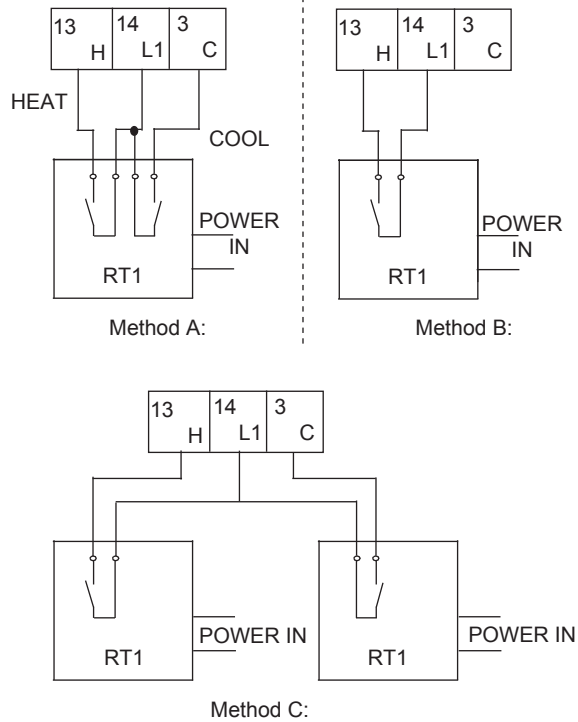 13 14 3
H L1 C
HEAT
COOL
POWER
IN
RT1
Method A:
13 14 3
H L1 C
POWER
IN
RT1
Method B:
13 14 3
H L1 C
POWER IN
RT1
POWER IN
RT1
Method C: